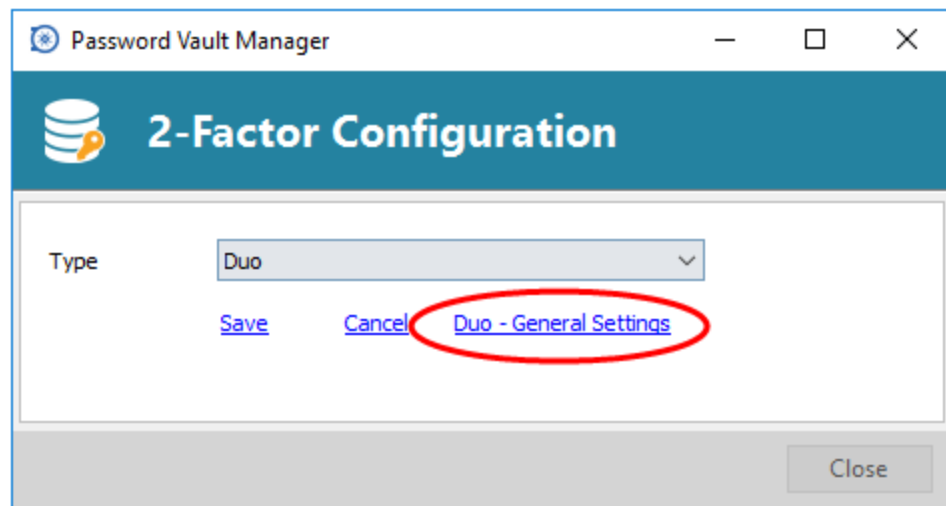 Password Vault Manager
2-Factor Configuration
Type Duo
Save Cancel Duo - General Settings
Close